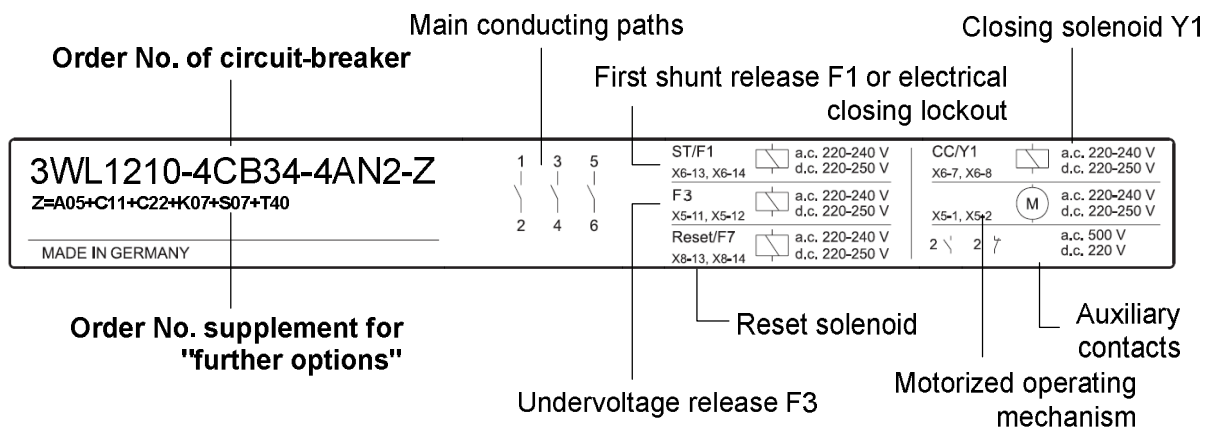 Main conducting paths
Closing solenoid Y1
Order No. of circuit-breaker
First shunt release F1 or electrical
closing lockout
3WL1210-4CB34-4AN2-Z
Z=A05+C11+C22+K07+S07+T40
MADE IN GERMANY
1 3 5
2 4 6
ST/F1
X6-13, X6-14
a.c. 220-240 V
d.c. 220-250 V
F3
X5-11, X5-12
a.c. 220-240 V
d.c. 220-250 V
Reset/F7
X8-13, X8-14
a.c. 220-240 V
d.c. 220-250 V
CC/Y1
X6-7, X6-8
a.c. 220-240 V
d.c. 220-250 V
X5-1, X5-2
M
a.c. 220-240 V
d.c. 220-250 V
2 2
a.c. 500 V
d.c. 220 V
Order No. supplement for
"further options"
Reset solenoid
Auxiliary
contacts
Undervoltage release F3
Motorized operating
mechanism